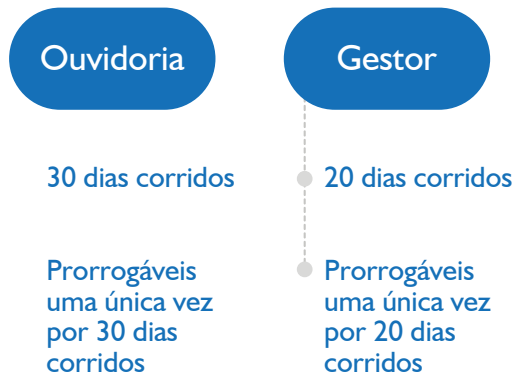 Ouvidoria
30 dias corridos
Prorrogáveis
uma única vez
por 30 dias
corridos
Gestor
20 dias corridos
Prorrogáveis
uma única vez
por 20 dias
corridos